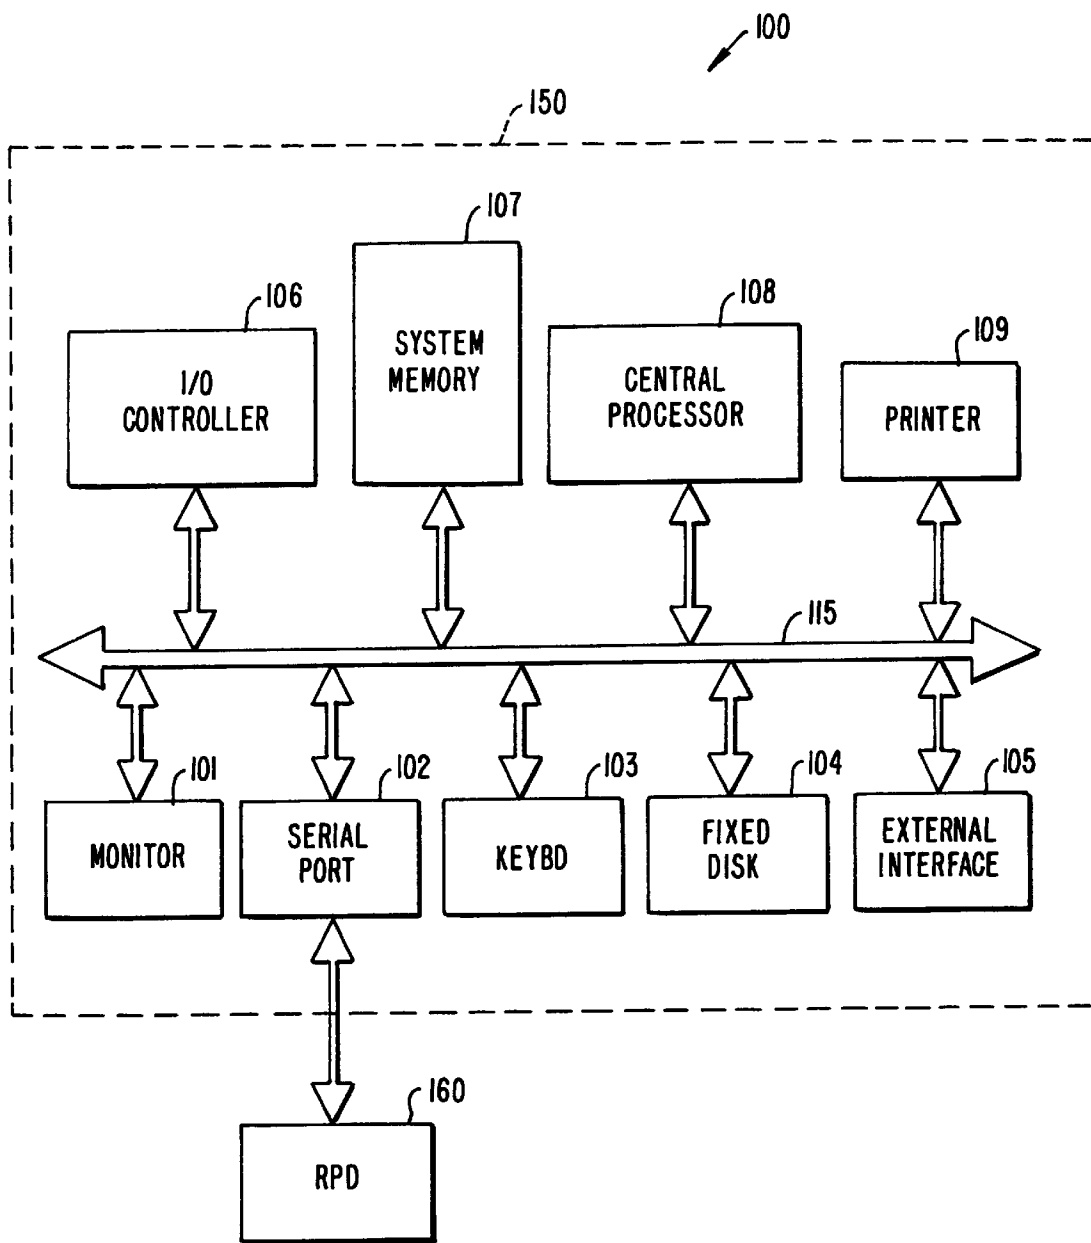 100
150
107
106
108
109
SYSTEM
MEMORY
I/O
CONTROLLER
CENTRAL
PROCESSOR
PRINTER
115
101
102
103
104
105
MONITOR
SERIAL
PORT
KEYBD
FIXED
DISK
EXTERNAL
INTERFACE
160
RPD